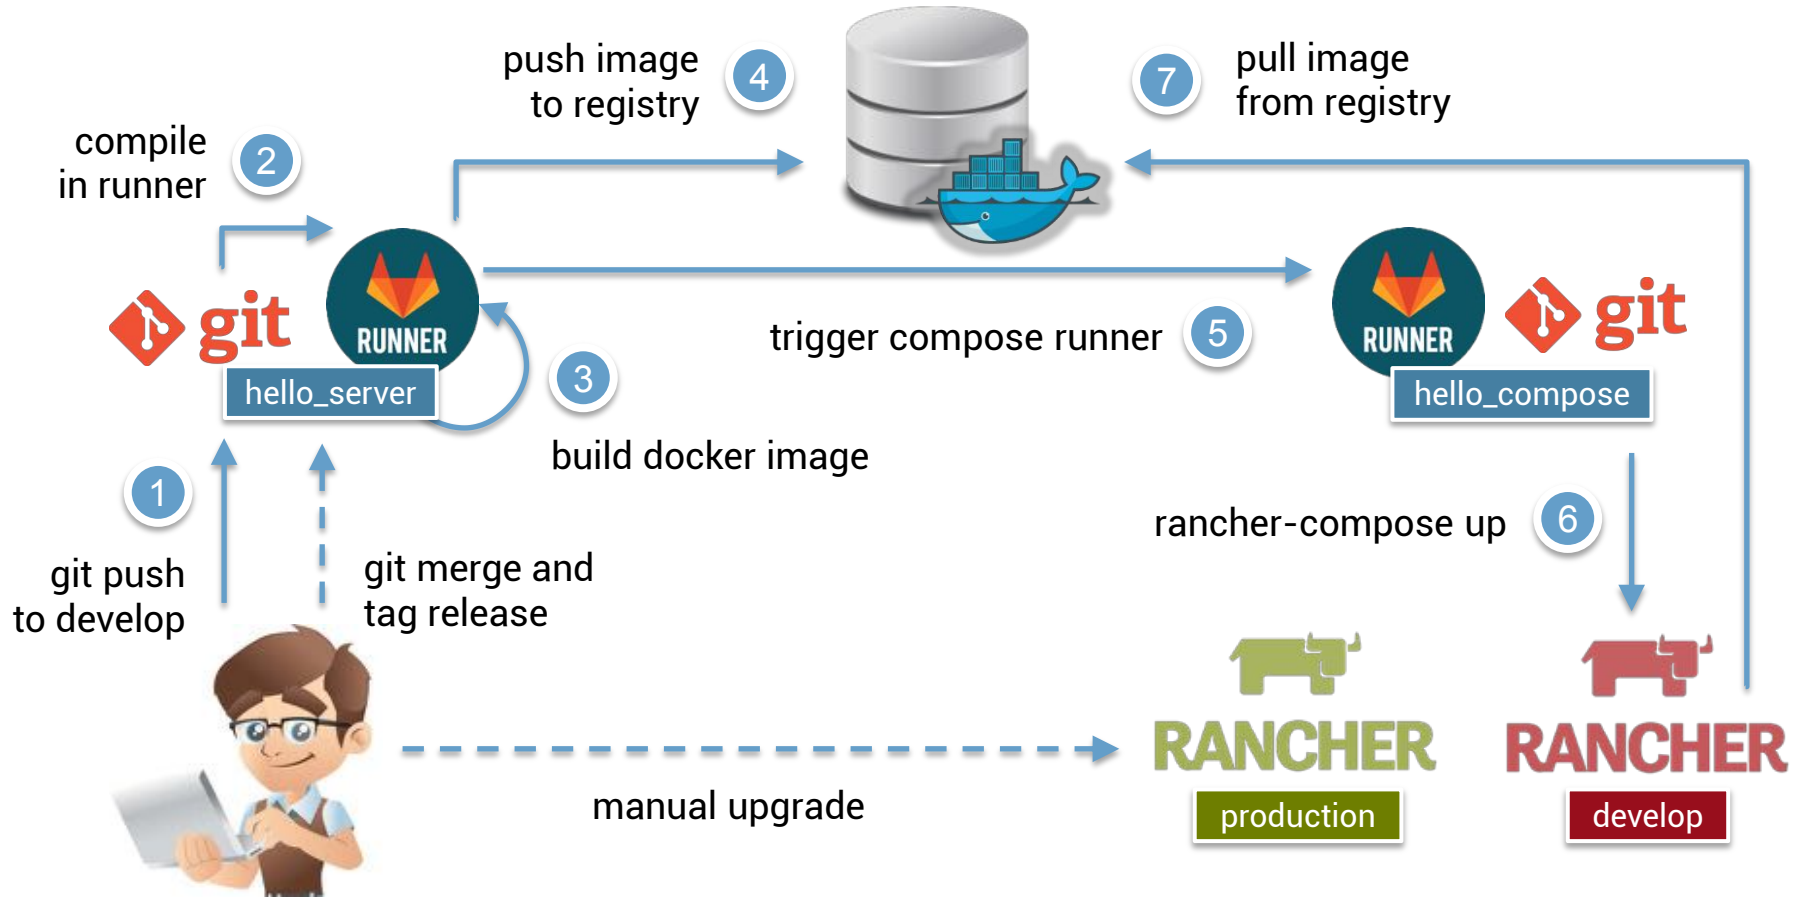 push image
to registry
4
7
pull image
from registry
compile
in runner
2
git
RUNNER
hello_server
3
build docker image
trigger compose runner
5
RUNNER
git
hello_compose
1
git push
to develop
git merge and
tag release
rancher-compose up
6
manual upgrade
RANCHER
production
RANCHER
develop